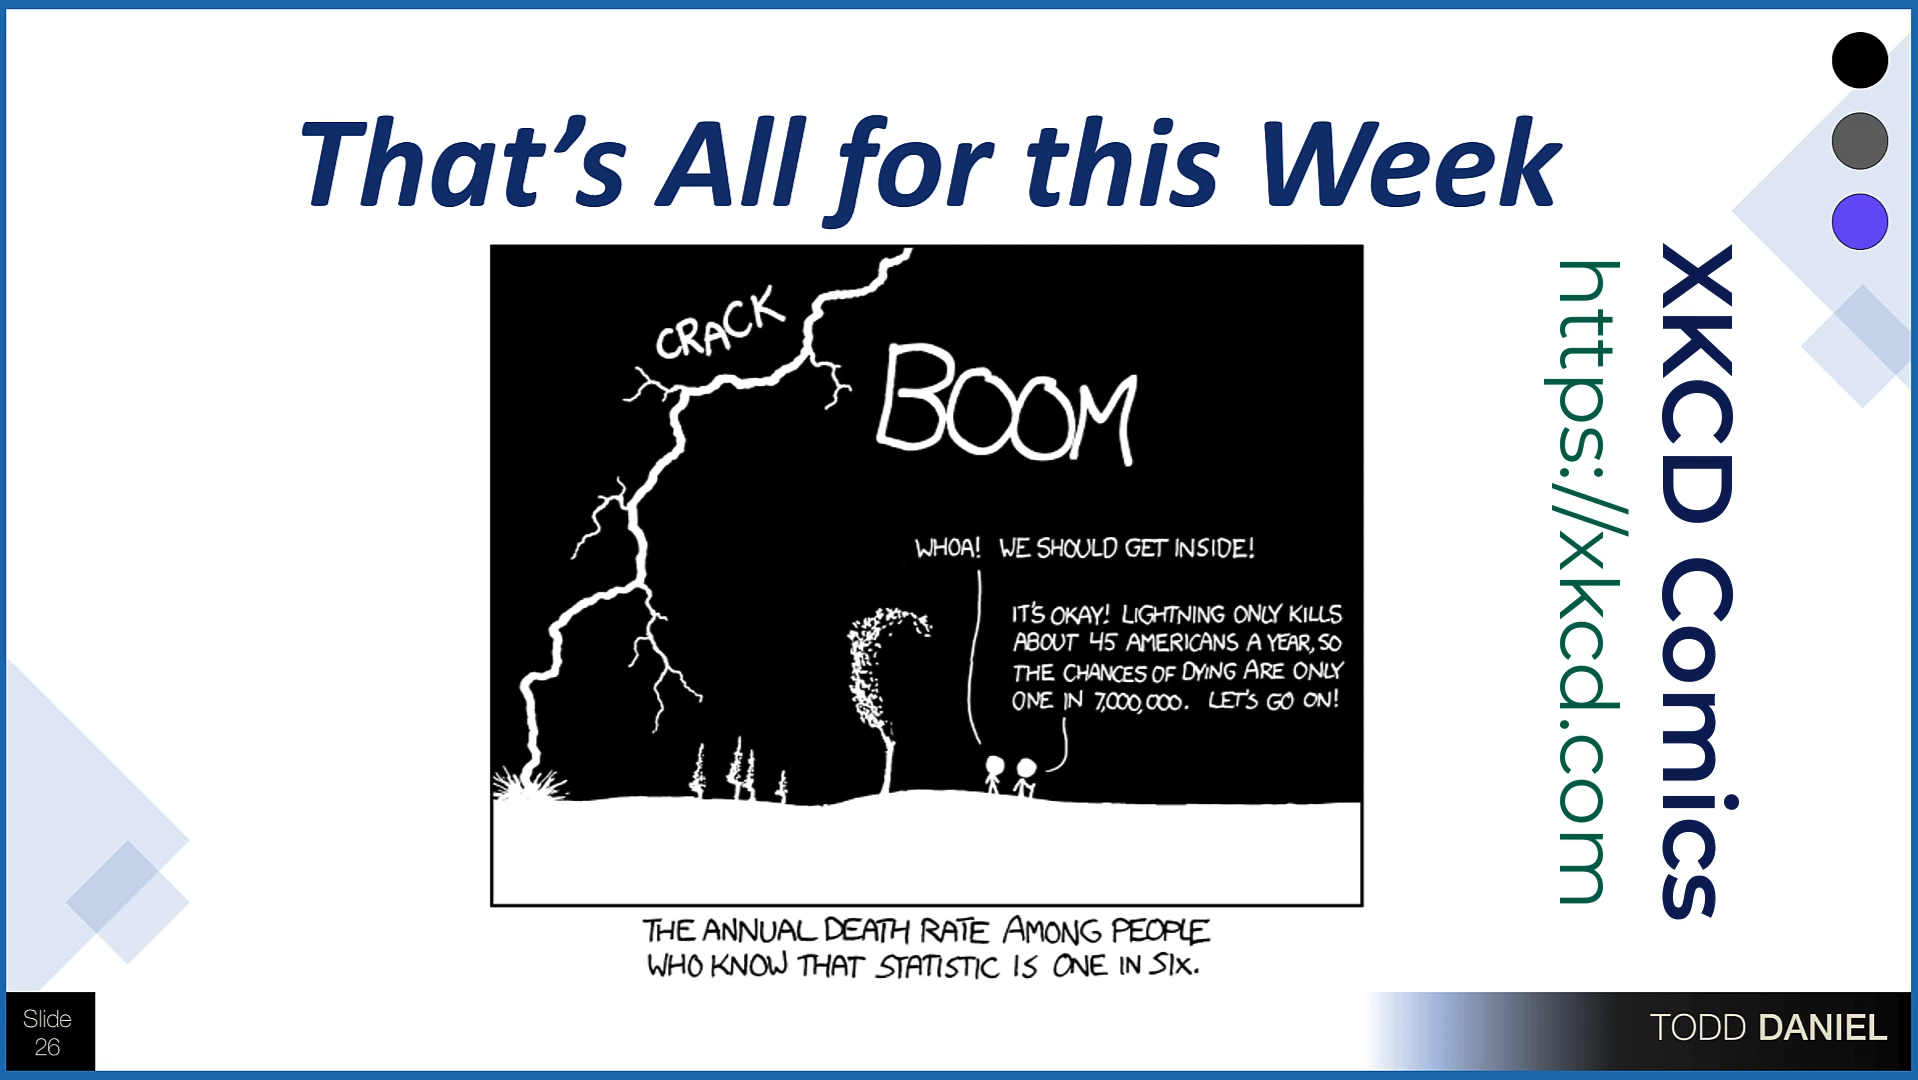 That's All for this Week
CRACK
BOOM
WHOA! WE SHOULD GET INSIDE!
IT'S OKAY! LIGHTNING ONLY KILLS
ABOUT 45 AMERICANS A YEAR, SO
THE CHANCES OF DYING ARE ONLY
ONE IN 7,000,000. LET'S GO ON!
THE ANNUAL DEATH RATE AMONG PEOPLE
WHO KNOW THAT STATISTIC IS ONE IN SIX.
XKCD Comics
https://xkcd.com
Slide
26
TODD DANIEL